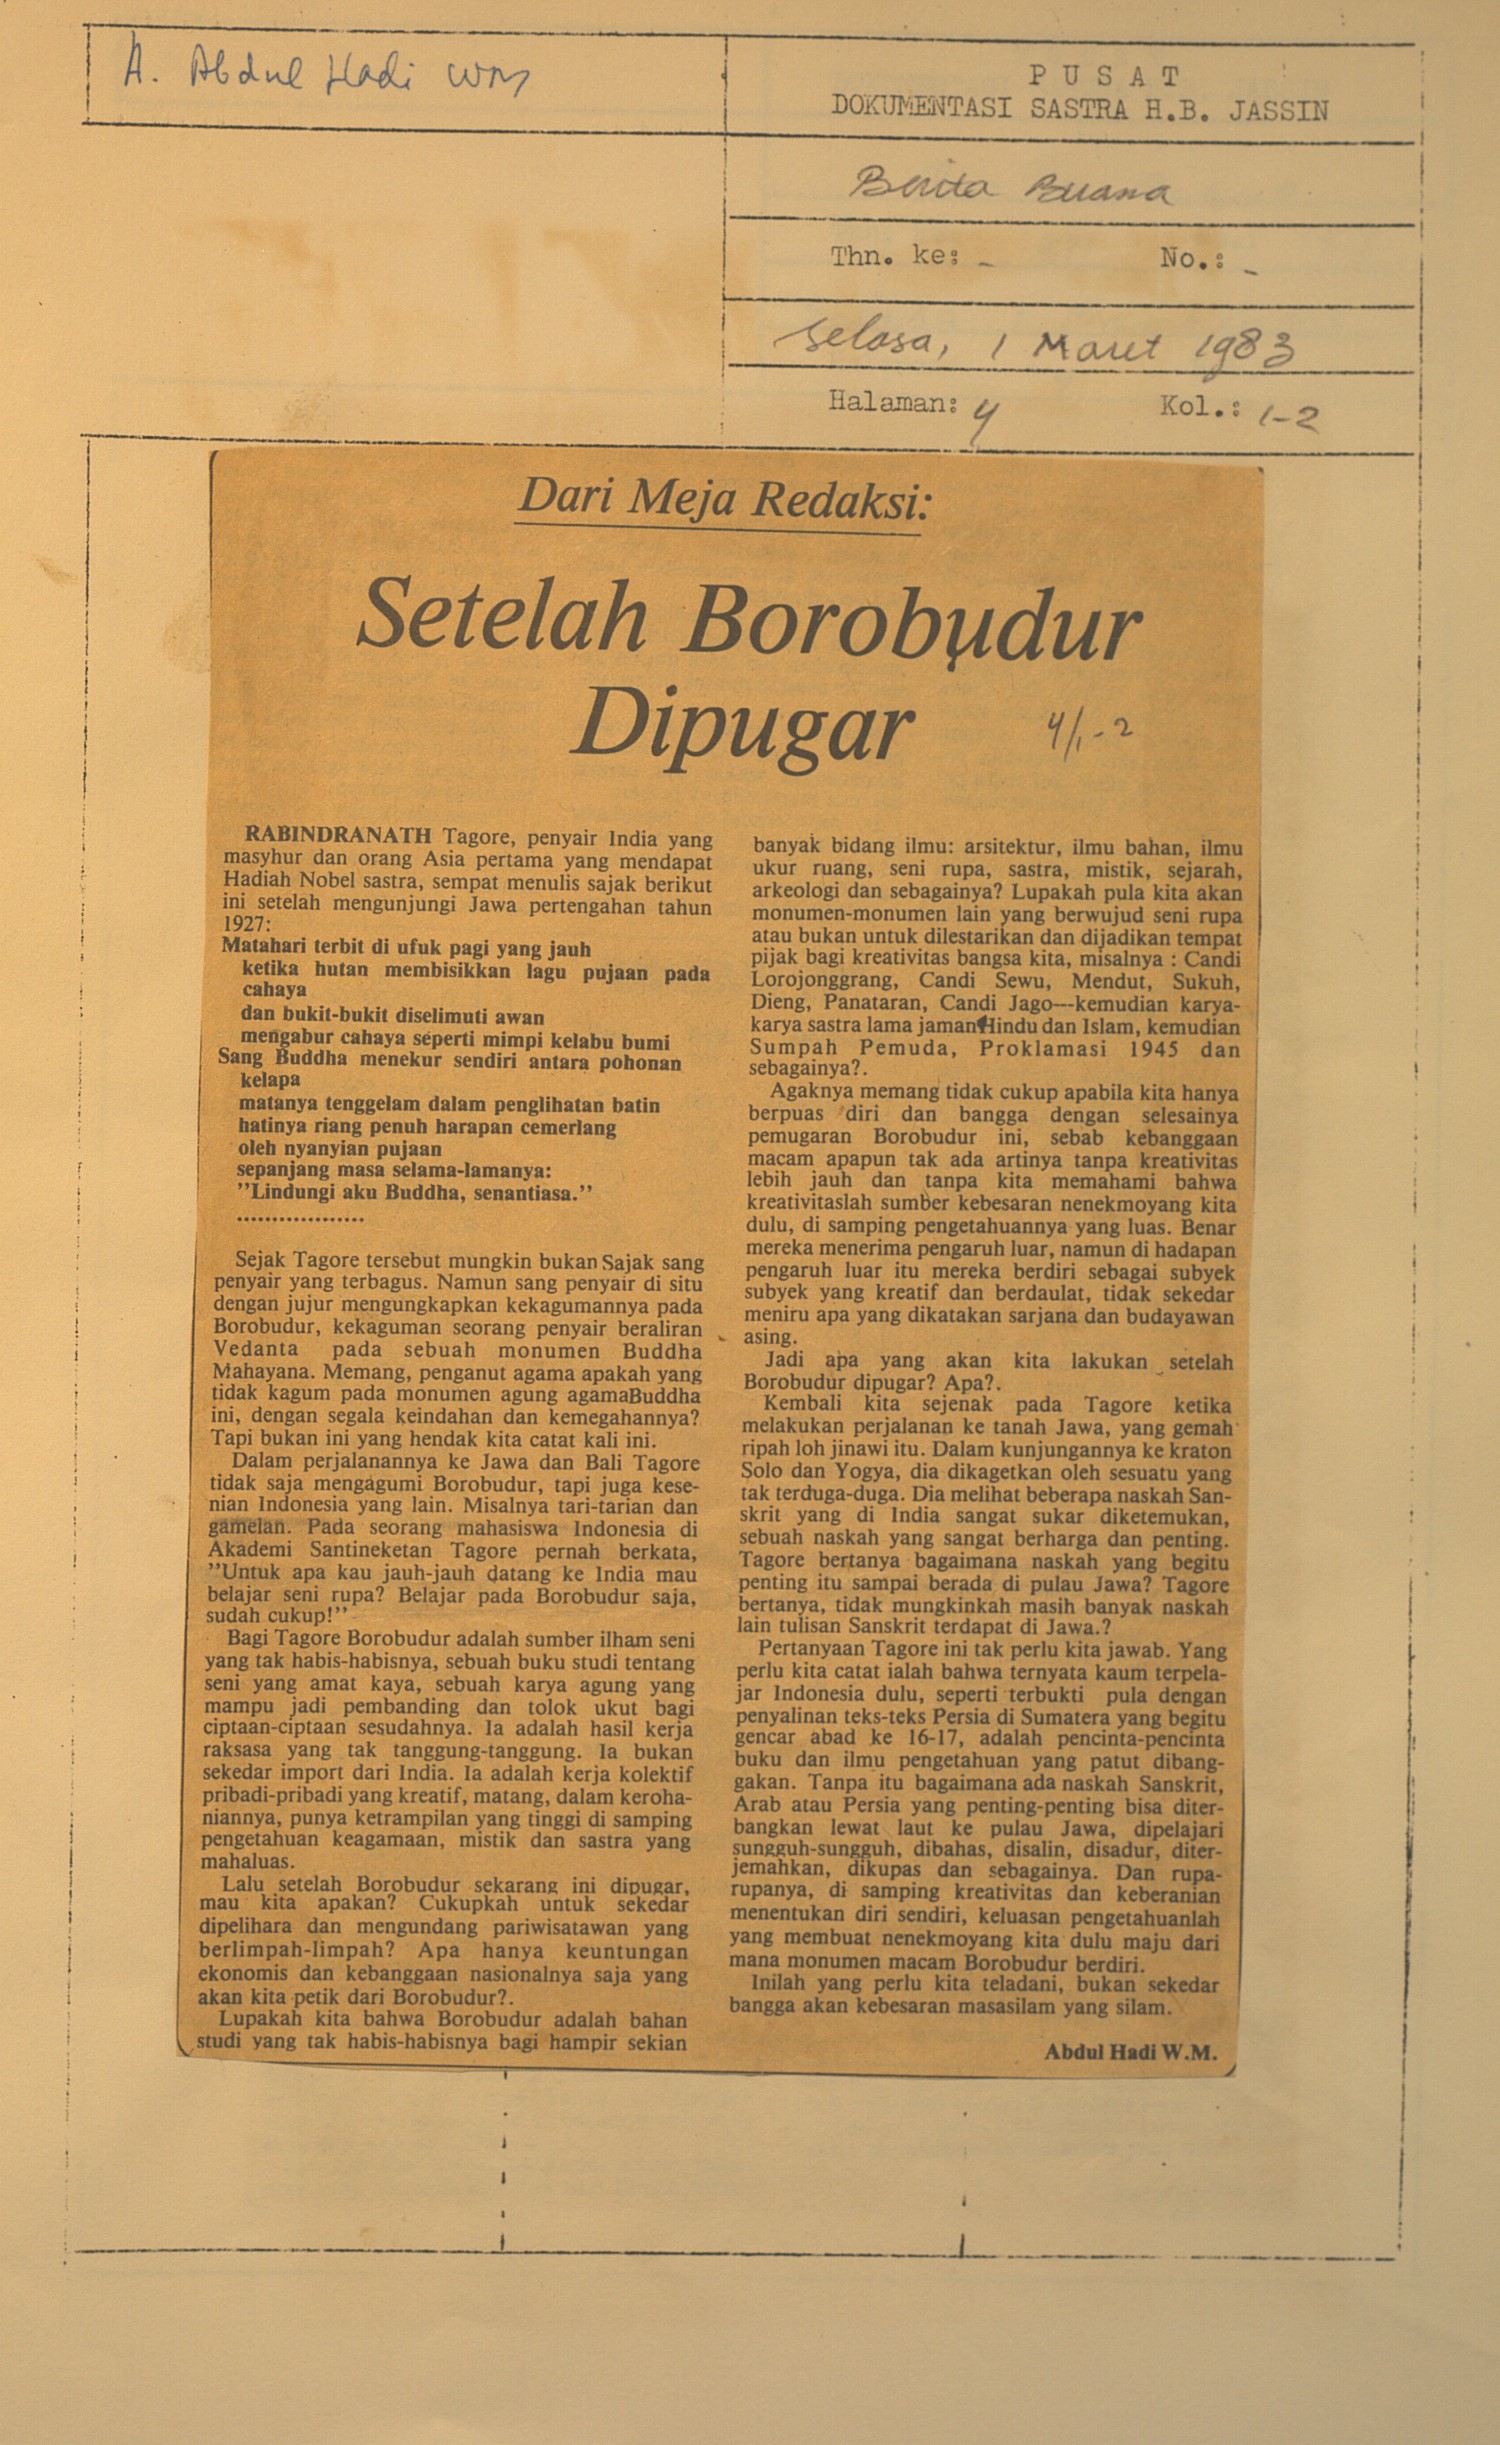 A. Abdul Hadi WM
P U S A T
DOKUMENTASI SASTRA H.B. JASSIN
Berita Buana
Thn. ke: - No.: -
Selasa, 1 Maret 1983
Halaman: 4 Kol.: 1-2
Dari Meja Redaksi:
Setelah Borobudur
Dipugar
4/1-2
RABINDRANATH Tagore, penyair India yang
masyhur dan orang Asia pertama yang mendapat
Hadiah Nobel sastra, sempat menulis sajak berikut
ini setelah mengunjungi Jawa pertengahan tahun
1927:
Matahari terbit di ufuk pagi yang jauh
ketika hutan membisikkan lagu pujaan pada
cahaya
dan bukit-bukit diselimuti awan
mengabur cahaya seperti mimpi kelabu bumi
Sang Buddha menekur sendiri antara pohonan
kelapa
matanya tenggelam dalam penglihatan batin
hatinya riang penuh harapan cemerlang
oleh nyanyian pujaan
sepanjang masa selama-lamanya:
''Lindungi aku Buddha, senantiasa.''
..................
Sejak Tagore tersebut mungkin bukan Sajak sang
penyair yang terbagus. Namun sang penyair di situ
dengan jujur mengungkapkan kekagumannya pada
Borobudur, kekaguman seorang penyair beraliran
Vedanta pada sebuah monumen Buddha
Mahayana. Memang, penganut agama apakah yang
tidak kagum pada monumen agung agamaBuddha
ini, dengan segala keindahan dan kemegahannya?
Tapi bukan ini yang hendak kita catat kali ini.
Dalam perjalanannya ke Jawa dan Bali Tagore
tidak saja mengagumi Borobudur, tapi juga kese-
nian Indonesia yang lain. Misalnya tari-tarian dan
gamelan. Pada seorang mahasiswa Indonesia di
Akademi Santineketan Tagore pernah berkata,
''Untuk apa kau jauh-jauh datang ke India mau
belajar seni rupa? Belajar pada Borobudur saja,
sudah cukup!''
Bagi Tagore Borobudur adalah sumber ilham seni
yang tak habis-habisnya, sebuah buku studi tentang
seni yang amat kaya, sebuah karya agung yang
mampu jadi pembanding dan tolok ukut bagi
ciptaan-ciptaan sesudahnya. Ia adalah hasil kerja
raksasa yang tak tanggung-tanggung. Ia bukan
sekedar import dari India. Ia adalah kerja kolektif
pribadi-pribadi yang kreatif, matang, dalam keroha-
niannya, punya ketrampilan yang tinggi di samping
pengetahuan keagamaan, mistik dan sastra yang
mahaluas.
Lalu setelah Borobudur sekarang ini dipugar,
mau kita apakan? Cukupkah untuk sekedar
dipelihara dan mengundang pariwisatawan yang
berlimpah-limpah? Apa hanya keuntungan
ekonomis dan kebanggaan nasionalnya saja yang
akan kita petik dari Borobudur?.
Lupakah kita bahwa Borobudur adalah bahan
studi yang tak habis-habisnya bagi hampir sekian
banyak bidang ilmu: arsitektur, ilmu bahan, ilmu
ukur ruang, seni rupa, sastra, mistik, sejarah,
arkeologi dan sebagainya? Lupakah pula kita akan
monumen-monumen lain yang berwujud seni rupa
atau bukan untuk dilestarikan dan dijadikan tempat
pijak bagi kreativitas bangsa kita, misalnya : Candi
Lorojonggrang, Candi Sewu, Mendut, Sukuh,
Dieng, Panataran, Candi Jago---kemudian karya-
karya sastra lama jaman Hindu dan Islam, kemudian
Sumpah Pemuda, Proklamasi 1945 dan
sebagainya?.
Agaknya memang tidak cukup apabila kita hanya
berpuas diri dan bangga dengan selesainya
pemugaran Borobudur ini, sebab kebanggaan
macam apapun tak ada artinya tanpa kreativitas
lebih jauh dan tanpa kita memahami bahwa
kreativitaslah sumber kebesaran nenekmoyang kita
dulu, di samping pengetahuannya yang luas. Benar
mereka menerima pengaruh luar, namun di hadapan
pengaruh luar itu mereka berdiri sebagai subyek
subyek yang kreatif dan berdaulat, tidak sekedar
meniru apa yang dikatakan sarjana dan budayawan
asing.
Jadi apa yang akan kita lakukan setelah
Borobudur dipugar? Apa?.
Kembali kita sejenak pada Tagore ketika
melakukan perjalanan ke tanah Jawa, yang gemah
ripah loh jinawi itu. Dalam kunjungannya ke kraton
Solo dan Yogya, dia dikagetkan oleh sesuatu yang
tak terduga-duga. Dia melihat beberapa naskah San-
skrit yang di India sangat sukar diketemukan,
sebuah naskah yang sangat berharga dan penting.
Tagore bertanya bagaimana naskah yang begitu
penting itu sampai berada di pulau Jawa? Tagore
bertanya, tidak mungkinkah masih banyak naskah
lain tulisan Sanskrit terdapat di Jawa.?
Pertanyaan Tagore ini tak perlu kita jawab. Yang
perlu kita catat ialah bahwa ternyata kaum terpela-
jar Indonesia dulu, seperti terbukti pula dengan
penyalinan teks-teks Persia di Sumatera yang begitu
gencar abad ke 16-17, adalah pencinta-pencinta
buku dan ilmu pengetahuan yang patut dibang-
gakan. Tanpa itu bagaimana ada naskah Sanskrit,
Arab atau Persia yang penting-penting bisa diter-
bangkan lewat laut ke pulau Jawa, dipelajari
sungguh-sungguh, dibahas, disalin, disadur, diter-
jemahkan, dikupas dan sebagainya. Dan rupa-
rupanya, di samping kreativitas dan keberanian
menentukan diri sendiri, keluasan pengetahuanlah
yang membuat nenekmoyang kita dulu maju dari
mana monumen macam Borobudur berdiri.
Inilah yang perlu kita teladani, bukan sekedar
bangga akan kebesaran masasilam yang silam.
Abdul Hadi W.M.